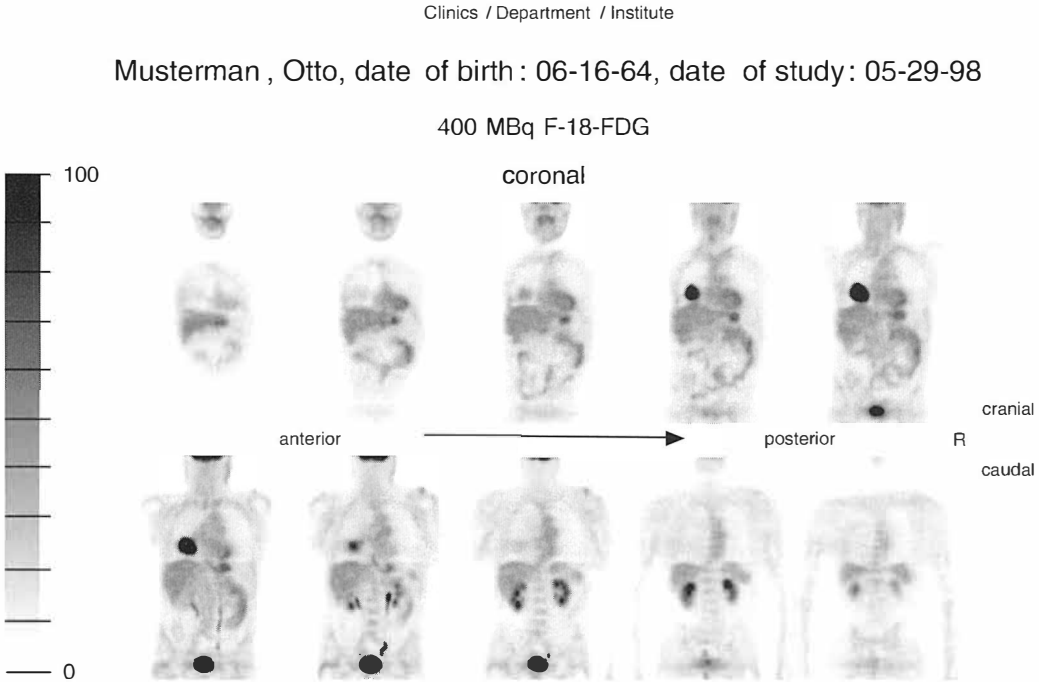 Clinics / Department / Institute
Musterman , Otto, date of birth : 06-16-64, date of study : 05-29-98
400 MBq F-18-FDG
100
coronal
cranial
anterior
posterior
R
caudal
0